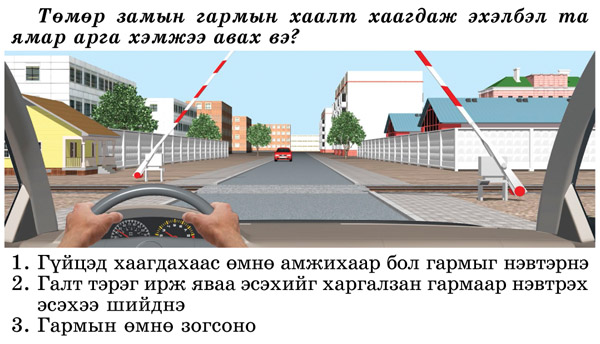 Төмөр замын гармын хаалт хаагдаж эхэлбэл та
ямар арга хэмжээ авах вэ?
1. Гүйцэд хаагдахаас өмнө амжихаар бол гармыг нэвтэрнэ
2. Галт тэрэг ирж яваа эсэхийг харгалзан гармаар нэвтрэх
эсэхээ шийднэ
3. Гармын өмнө зогсоно